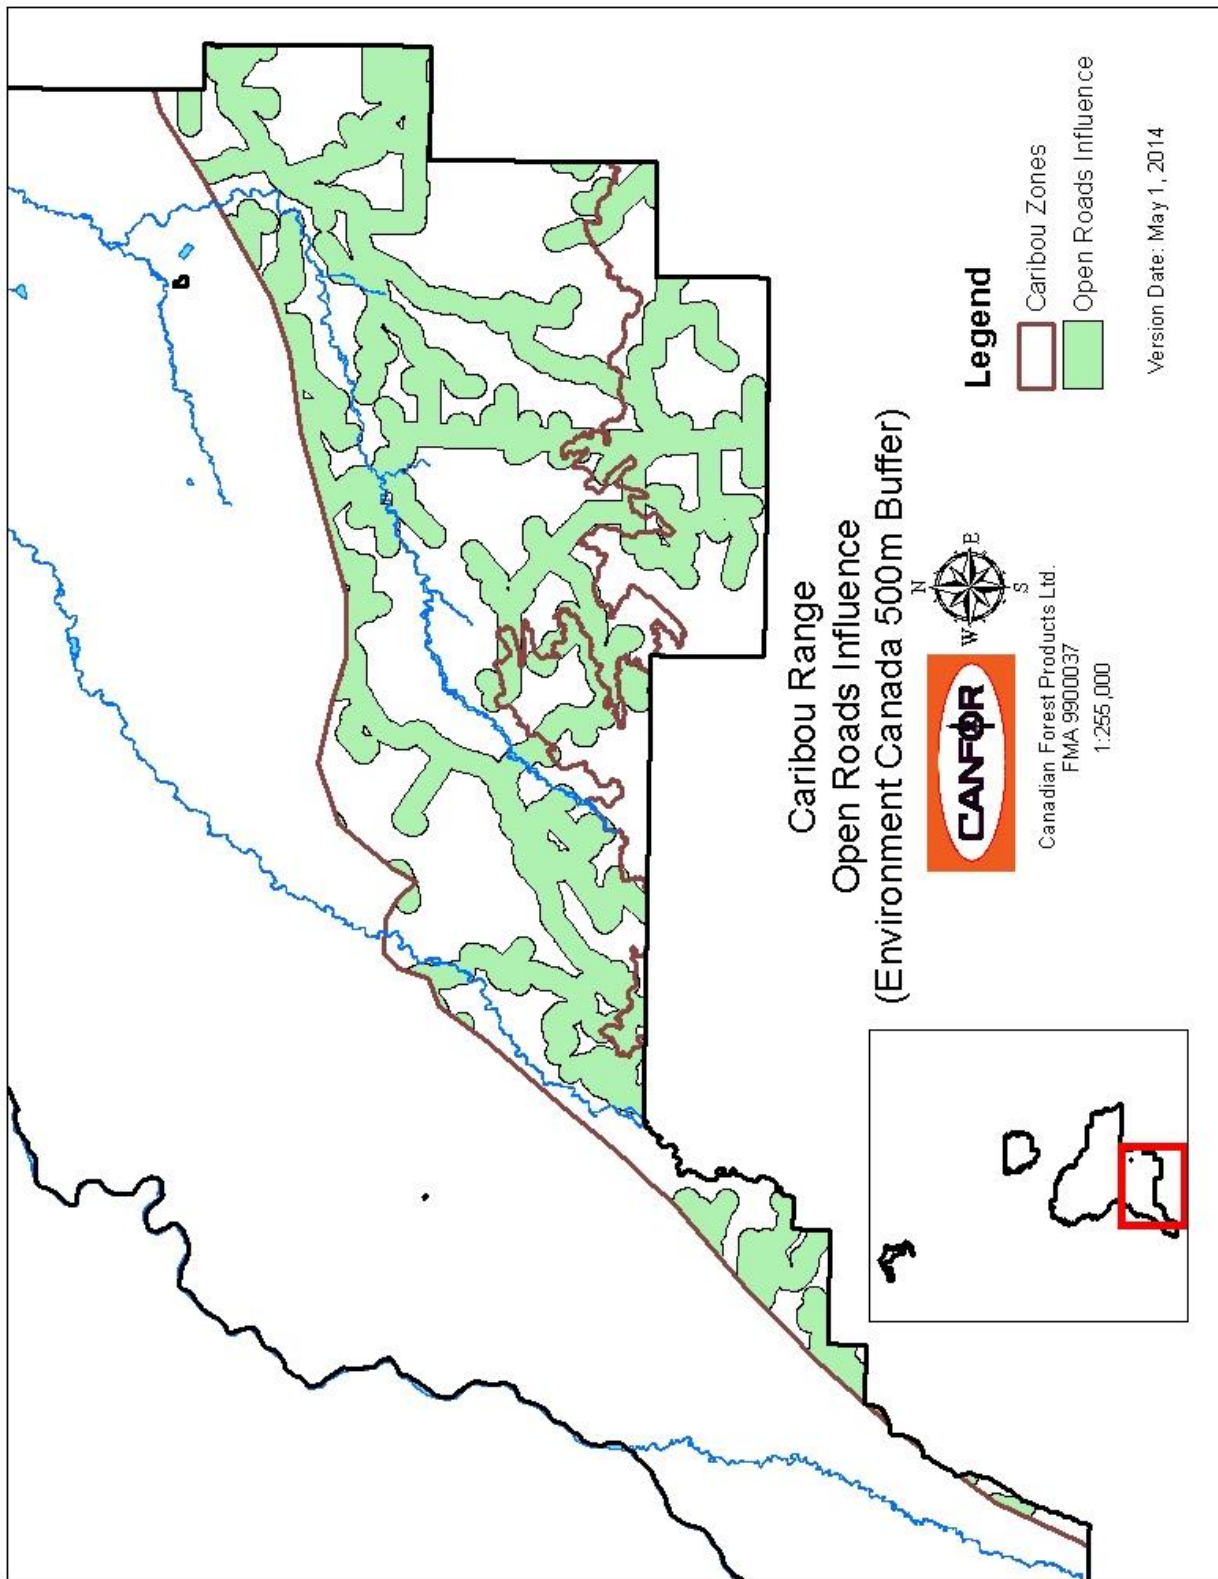 Caribou Range
Open Roads Influence
(Environment Canada 500m Buffer)
CANFOR
N
W
E
S
Canadian Forest Products Ltd.
FMA 9900037
1:255,000
Legend
Caribou Zones
Open Roads Influence
Version Date: May 1, 2014